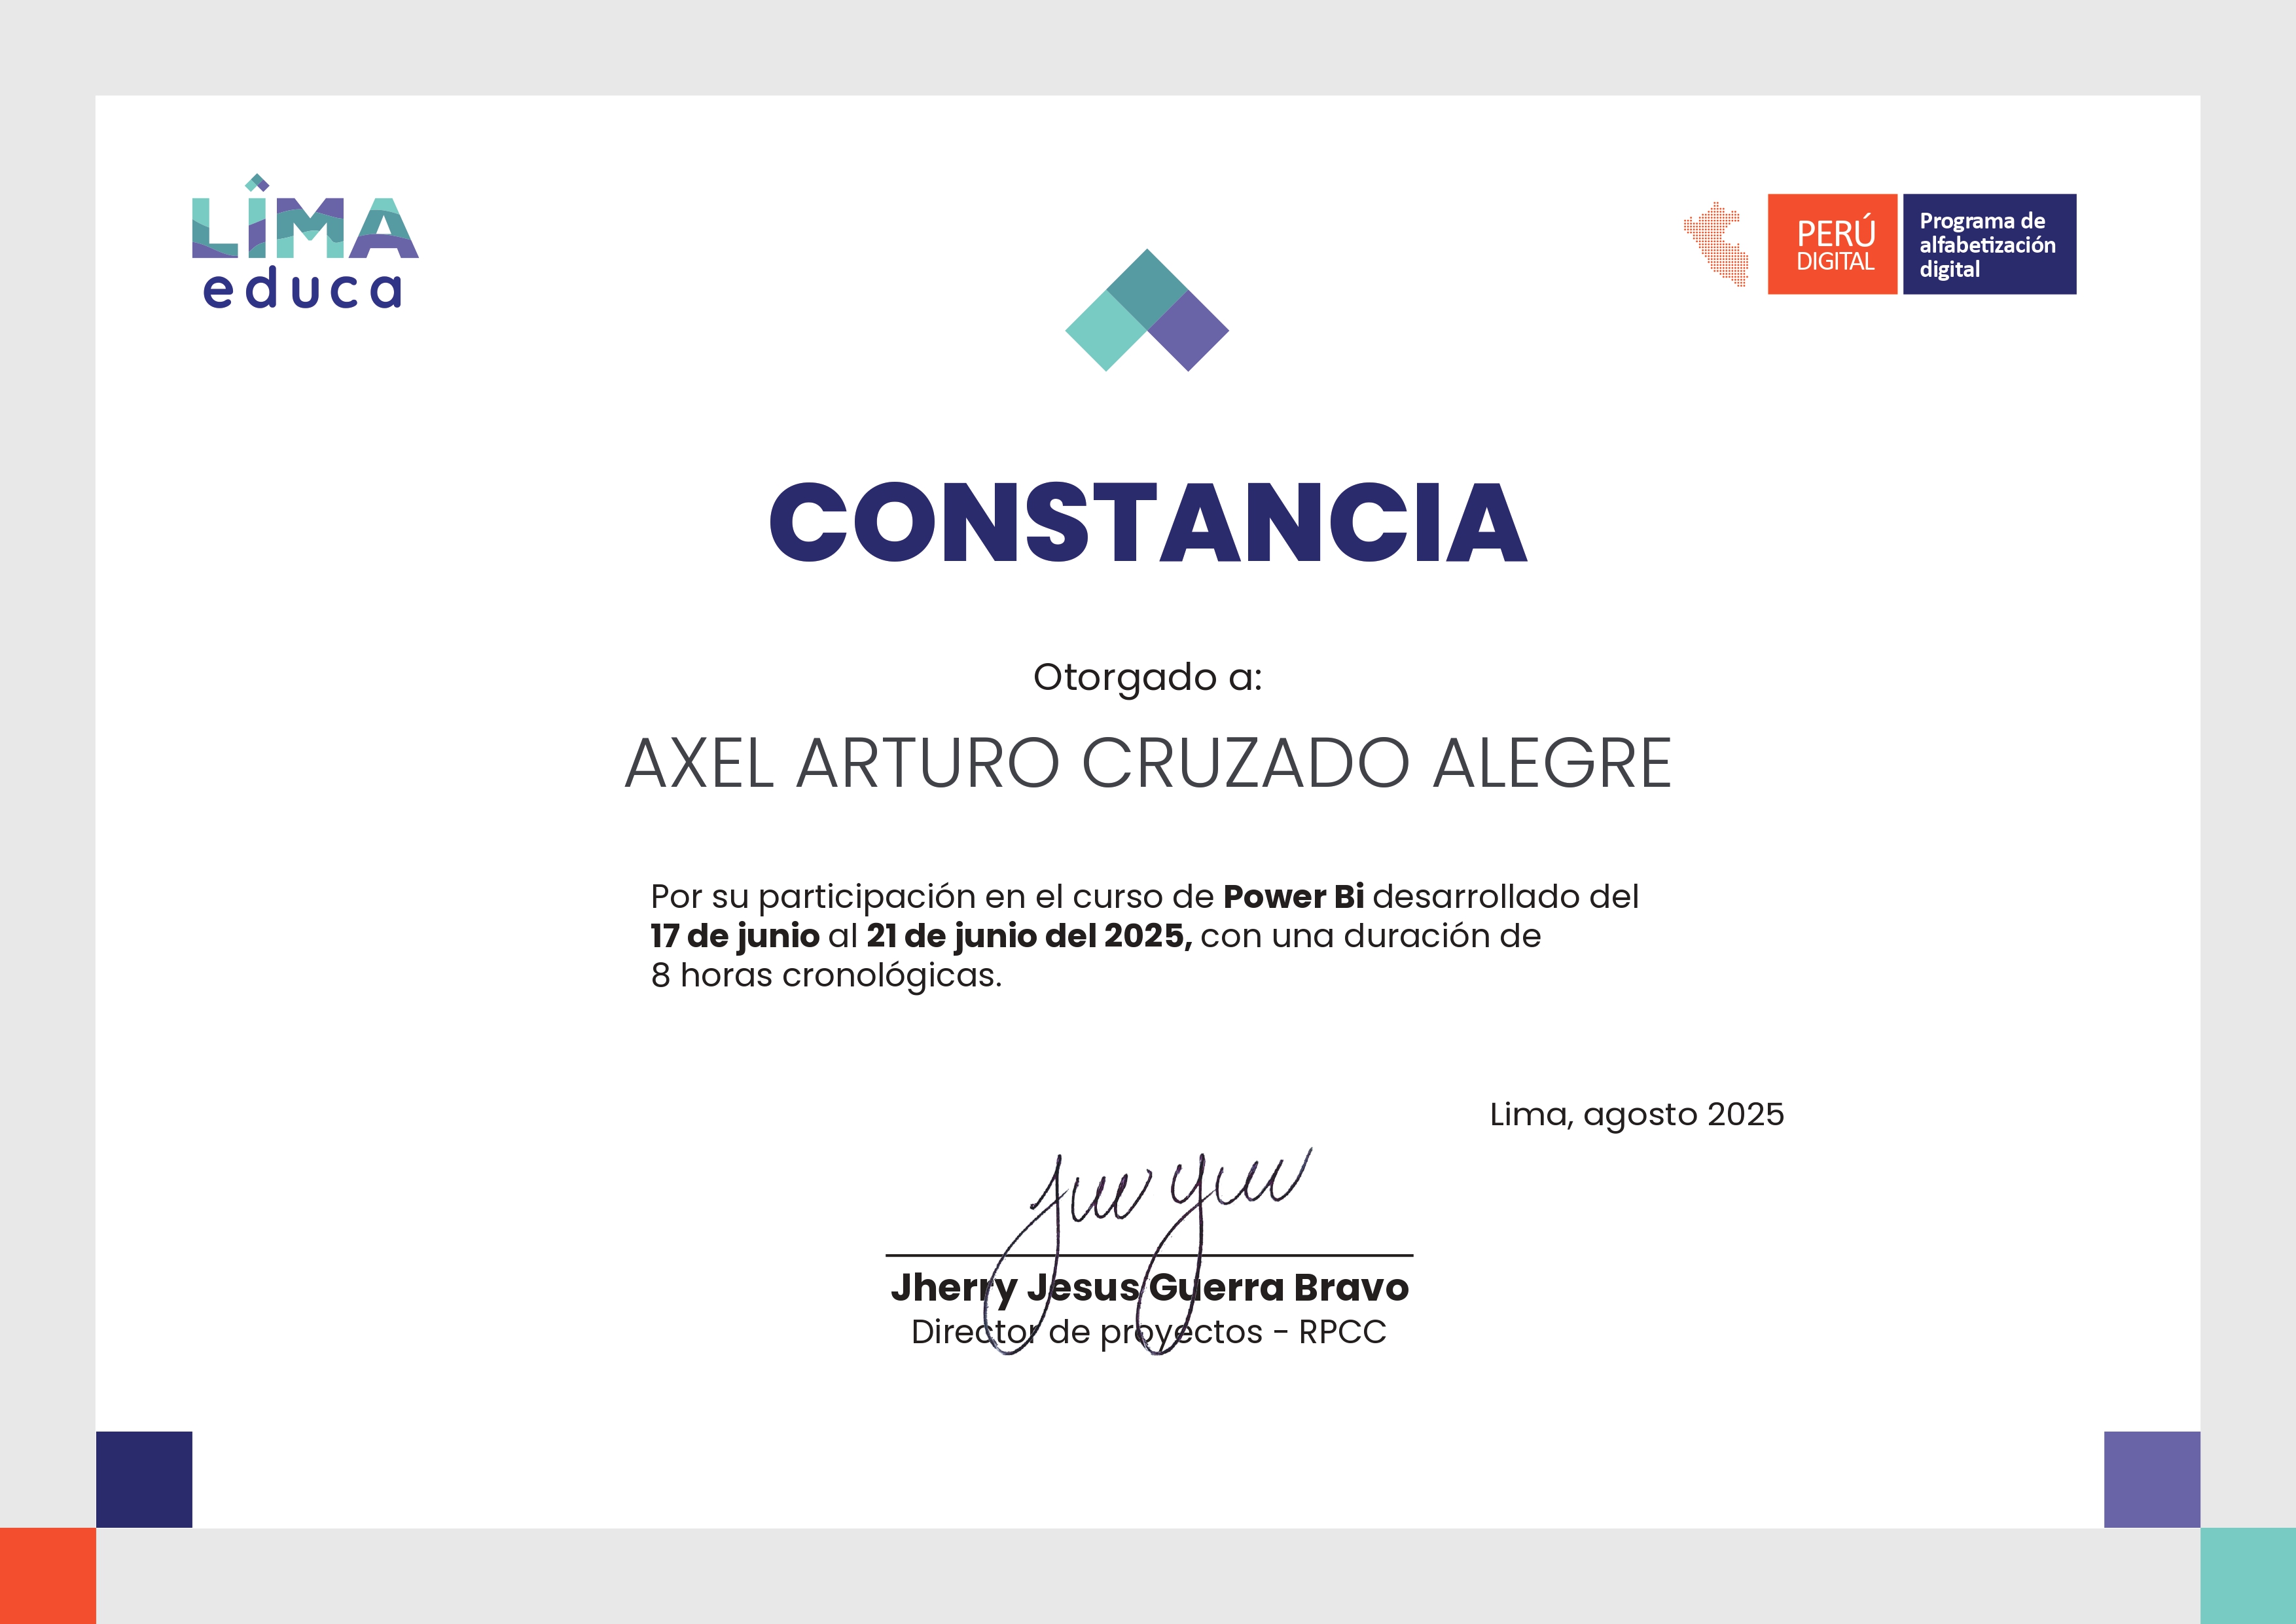 LIMA
educa
PERÚ
DIGITAL
Programa de
alfabetización
digital
CONSTANCIA
Otorgado a:
AXEL ARTURO CRUZADO ALEGRE
Por su participación en el curso de Power Bi desarrollado del
17 de junio al 21 de junio del 2025, con una duración de
8 horas cronológicas.
Lima, agosto 2025
Jherry Jesus Guerra Bravo
Director de proyectos - RPCC